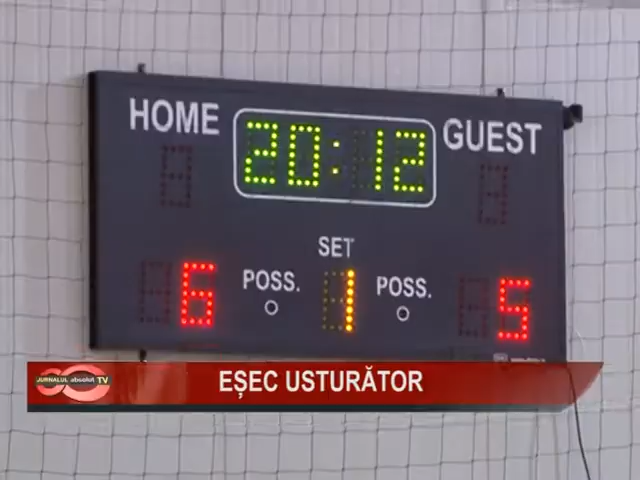 HOME 20:12 GUEST
SET
6 POSS. 1 POSS. 5
JURNALUL absolut TV
EȘEC USTURĂTOR